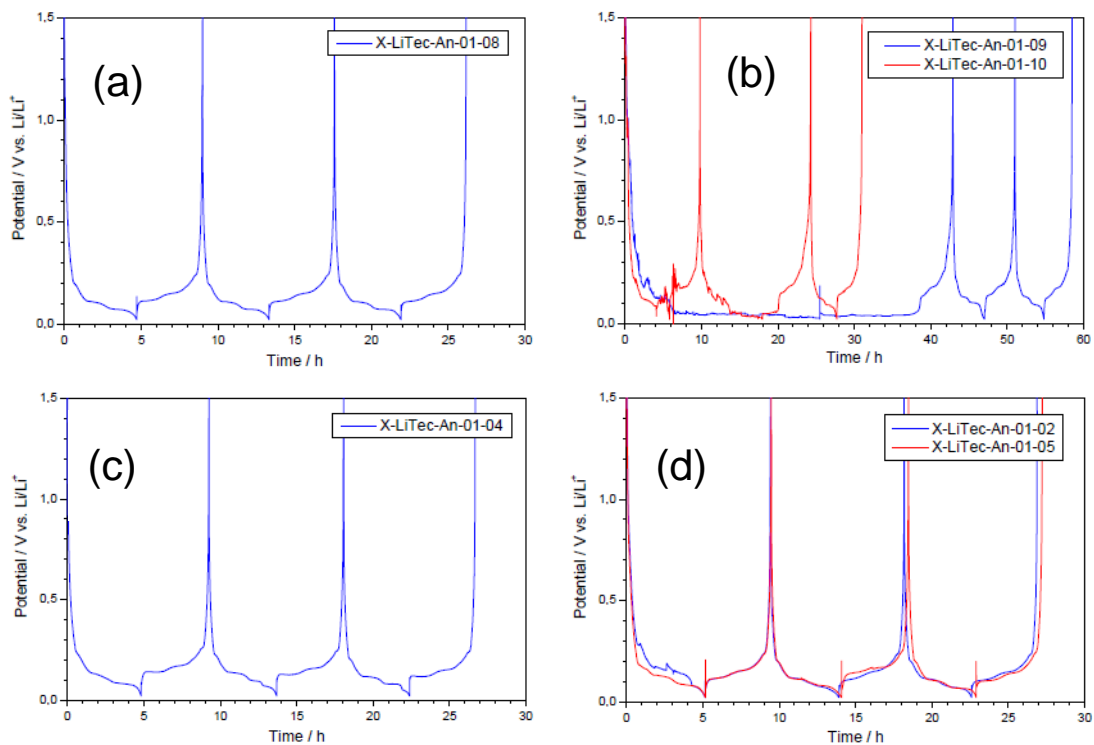 (a)
X-LiTec-An-01-08
Potential / V vs. Li/Li⁺
1,5
1,0
0,5
0,0
0 5 10 15 20 25 30
Time / h
(b)
X-LiTec-An-01-09
X-LiTec-An-01-10
Potential / V vs. Li/Li⁺
1,5
1,0
0,5
0,0
0 10 20 30 40 50 60
Time / h
(c)
X-LiTec-An-01-04
Potential / V vs. Li/Li⁺
1,5
1,0
0,5
0,0
0 5 10 15 20 25 30
Time / h
(d)
X-LiTec-An-01-02
X-LiTec-An-01-05
Potential / V vs. Li/Li⁺
1,5
1,0
0,5
0,0
0 5 10 15 20 25 30
Time / h